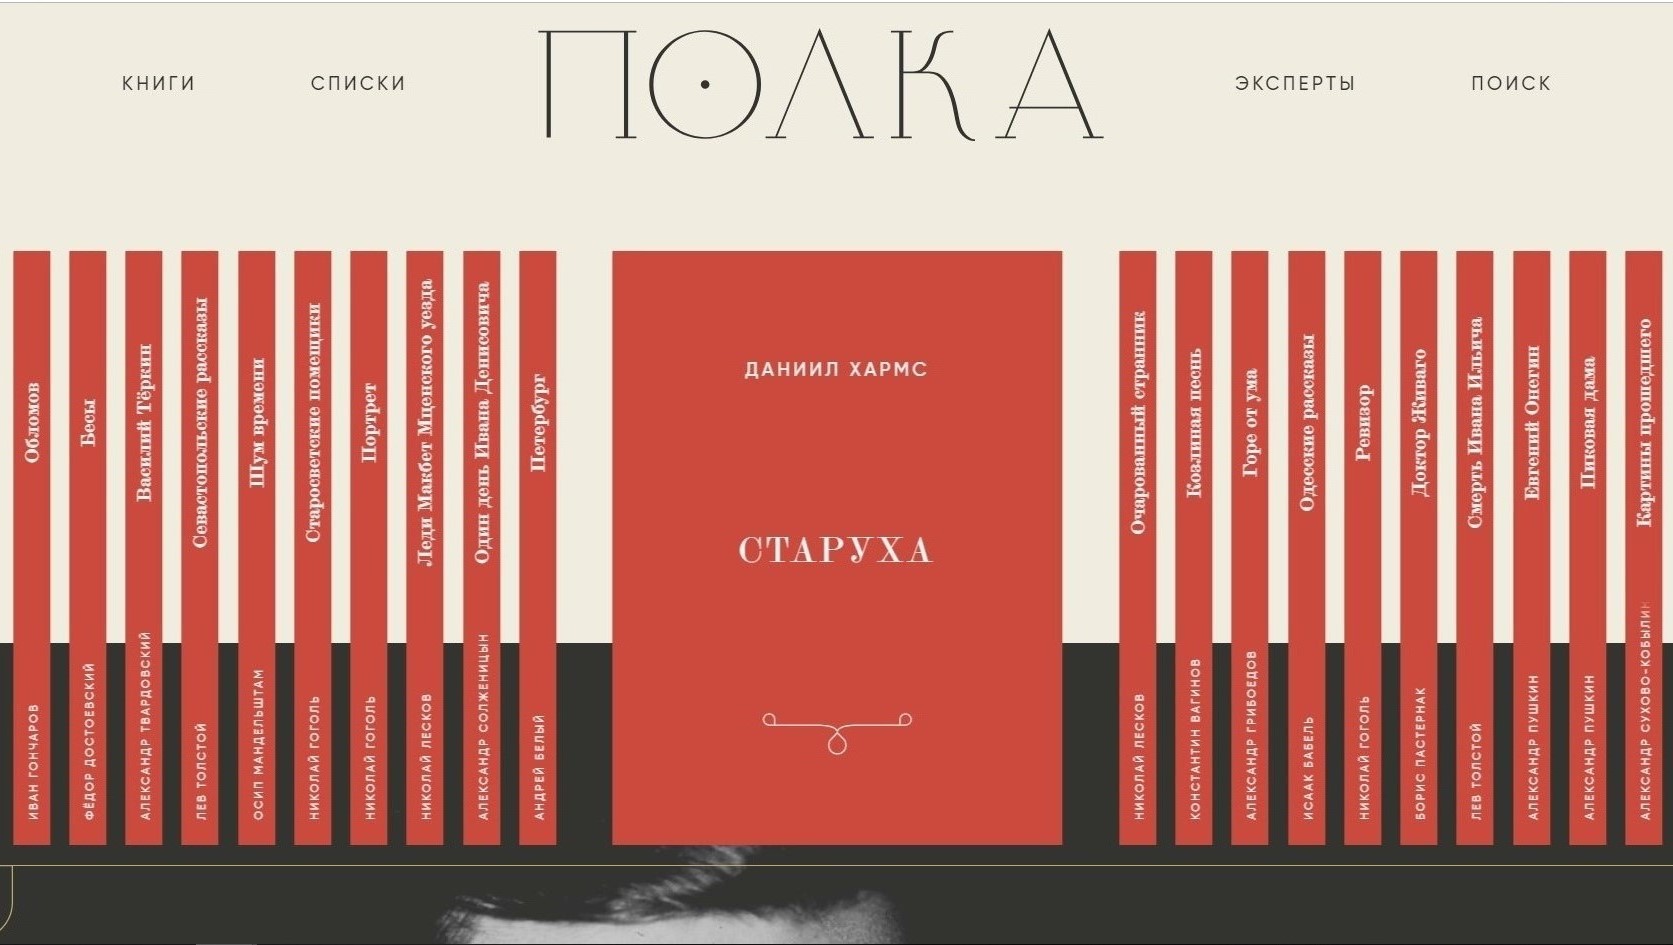 КНИГИ
СПИСКИ
ПОЛКА
ЭКСПЕРТЫ
ПОИСК
Обломов
ИВАН ГОНЧАРОВ
Бесы
ФЁДОР ДОСТОЕВСКИЙ
Василий Тёркин
АЛЕКСАНДР ТВАРДОВСКИЙ
Севастопольские рассказы
ЛЕВ ТОЛСТОЙ
Шум времени
ОСИП МАНДЕЛЬШТАМ
Старосветские помещики
НИКОЛАЙ ГОГОЛЬ
Портрет
НИКОЛАЙ ГОГОЛЬ
Леди Макбет Мценского уезда
НИКОЛАЙ ЛЕСКОВ
Один день Ивана Денисовича
АЛЕКСАНДР СОЛЖЕНИЦЫН
Петербург
АНДРЕЙ БЕЛЫЙ
ДАНИИЛ ХАРМС
СТАРУХА
Очарованный странник
НИКОЛАЙ ЛЕСКОВ
Козлиная песнь
КОНСТАНТИН ВАГИНОВ
Горе от ума
АЛЕКСАНДР ГРИБОЕДОВ
Одесские рассказы
ИСААК БАБЕЛЬ
Ревизор
НИКОЛАЙ ГОГОЛЬ
Доктор Живаго
БОРИС ПАСТЕРНАК
Смерть Ивана Ильича
ЛЕВ ТОЛСТОЙ
Евгений Онегин
АЛЕКСАНДР ПУШКИН
Пиковая дама
АЛЕКСАНДР ПУШКИН
Картины прошедшего
АЛЕКСАНДР СУХОВО-КОБЫЛИН